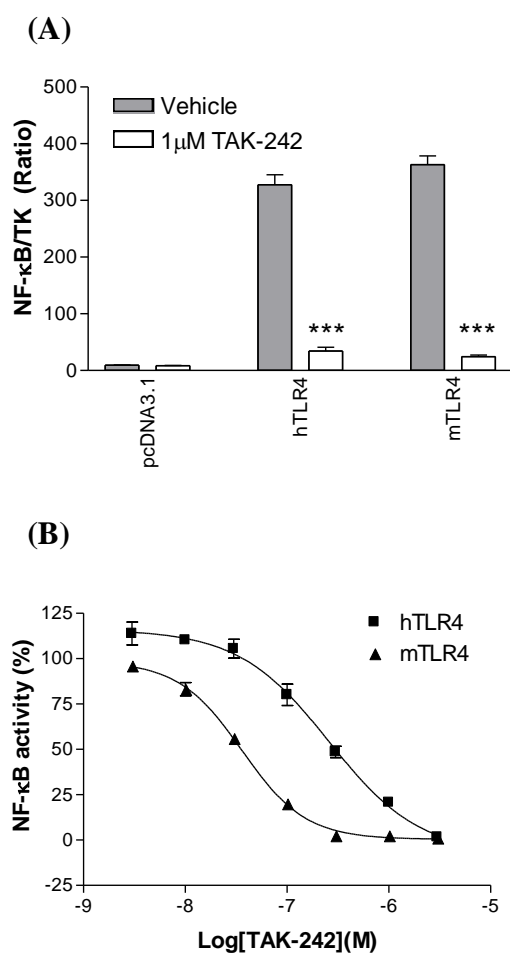 (A)
Vehicle
1μM TAK-242
NF-κB/TK (Ratio)
500
400
300
200
100
0
***
***
pcDNA3.1
hTLR4
mTLR4
(B)
hTLR4
mTLR4
NF-κB activity (%)
125
100
75
50
25
0
-25
-9
-8
-7
-6
-5
Log[TAK-242](M)